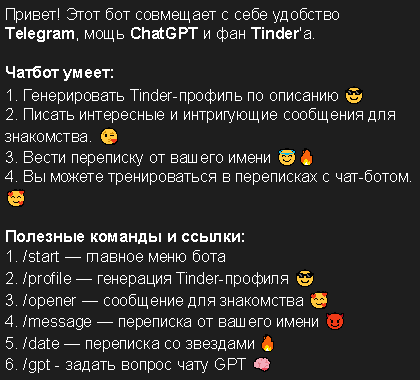 Привет! Этот бот совмещает с себе удобство
Telegram, мощь ChatGPT и фан Tinder'а.
Чатбот умеет:
1. Генерировать Tinder-профиль по описанию 😎
2. Писать интересные и интригующие сообщения для
знакомства. 😘
3. Вести переписку от вашего имени 😇🔥
4. Вы можете тренироваться в переписках с чат-ботом.
🥰
Полезные команды и ссылки:
1. /start — главное меню бота
2. /profile — генерация Tinder-профиля 😎
3. /opener — сообщение для знакомства 🥰
4. /message — переписка от вашего имени 😈
5. /date — переписка со звездами🔥
6. /gpt - задать вопрос чату GPT 🧠